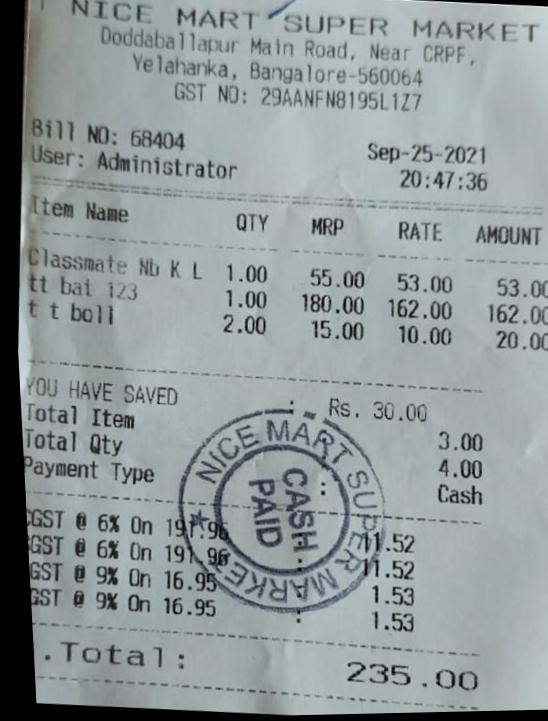 NICE MART SUPER MARKET
Doddaballapur Main Road, Near CRPF,
Yelahanka, Bangalore-560064
GST NO: 29AANFN8195L1Z7
Bill NO: 68404 Sep-25-2021
User: Administrator 20:47:36
Item Name QTY MRP RATE AMOUNT
Classmate Nb K L 1.00 55.00 53.00 53.00
tt bat 123 1.00 180.00 162.00 162.00
t t boll 2.00 15.00 10.00 20.00
YOU HAVE SAVED : Rs. 30.00
Total Item 3.00
Total Qty : 4.00
Payment Type : Cash
CGST @ 6% On 191.96 : 11.52
GST @ 6% On 191.96 : 11.52
GST @ 9% On 16.95 : 1.53
GST @ 9% On 16.95 : 1.53
.Total: 235.00
NICE MART SUPER MARKET
CASH
PAID